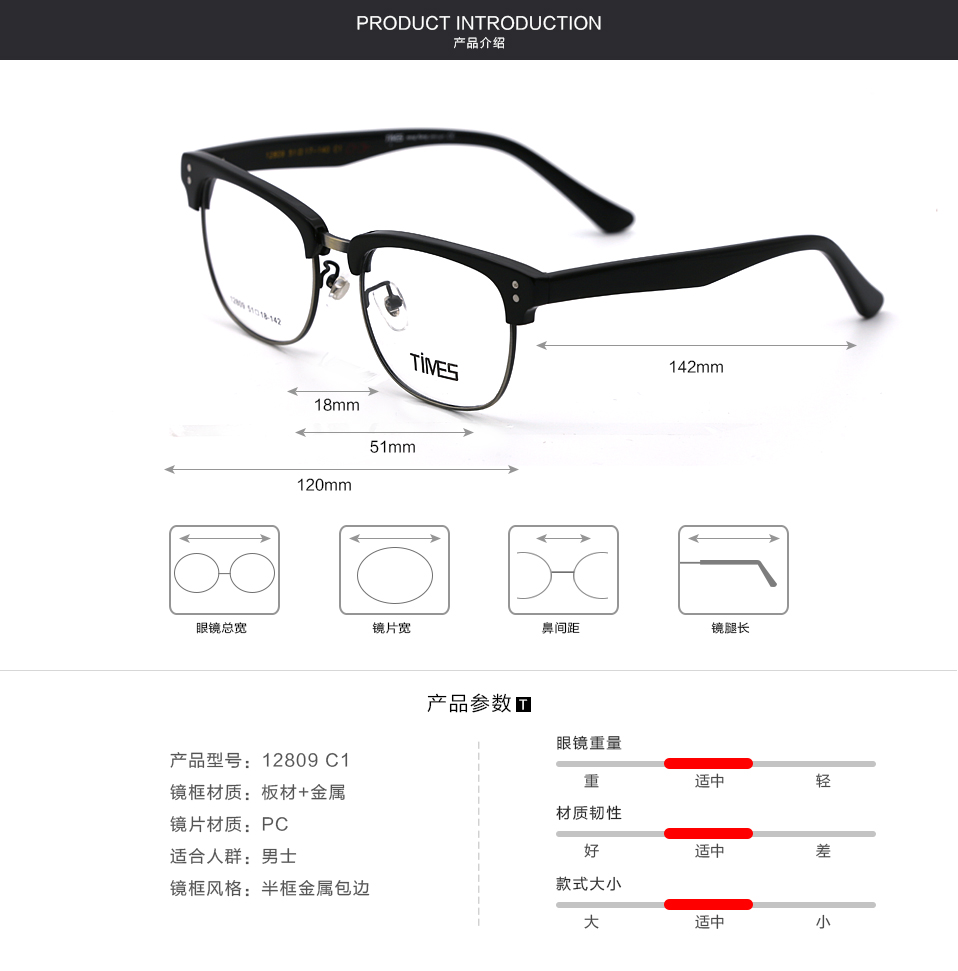 PRODUCT INTRODUCTION
产品介绍
12809 51□18-142
TIMES
142mm
18mm
51mm
120mm
眼镜总宽
镜片宽
鼻间距
镜腿长
产品参数 T
产品型号：12809 C1
镜框材质：板材+金属
镜片材质：PC
适合人群：男士
镜框风格：半框金属包边
眼镜重量
重 适中 轻
材质韧性
好 适中 差
款式大小
大 适中 小